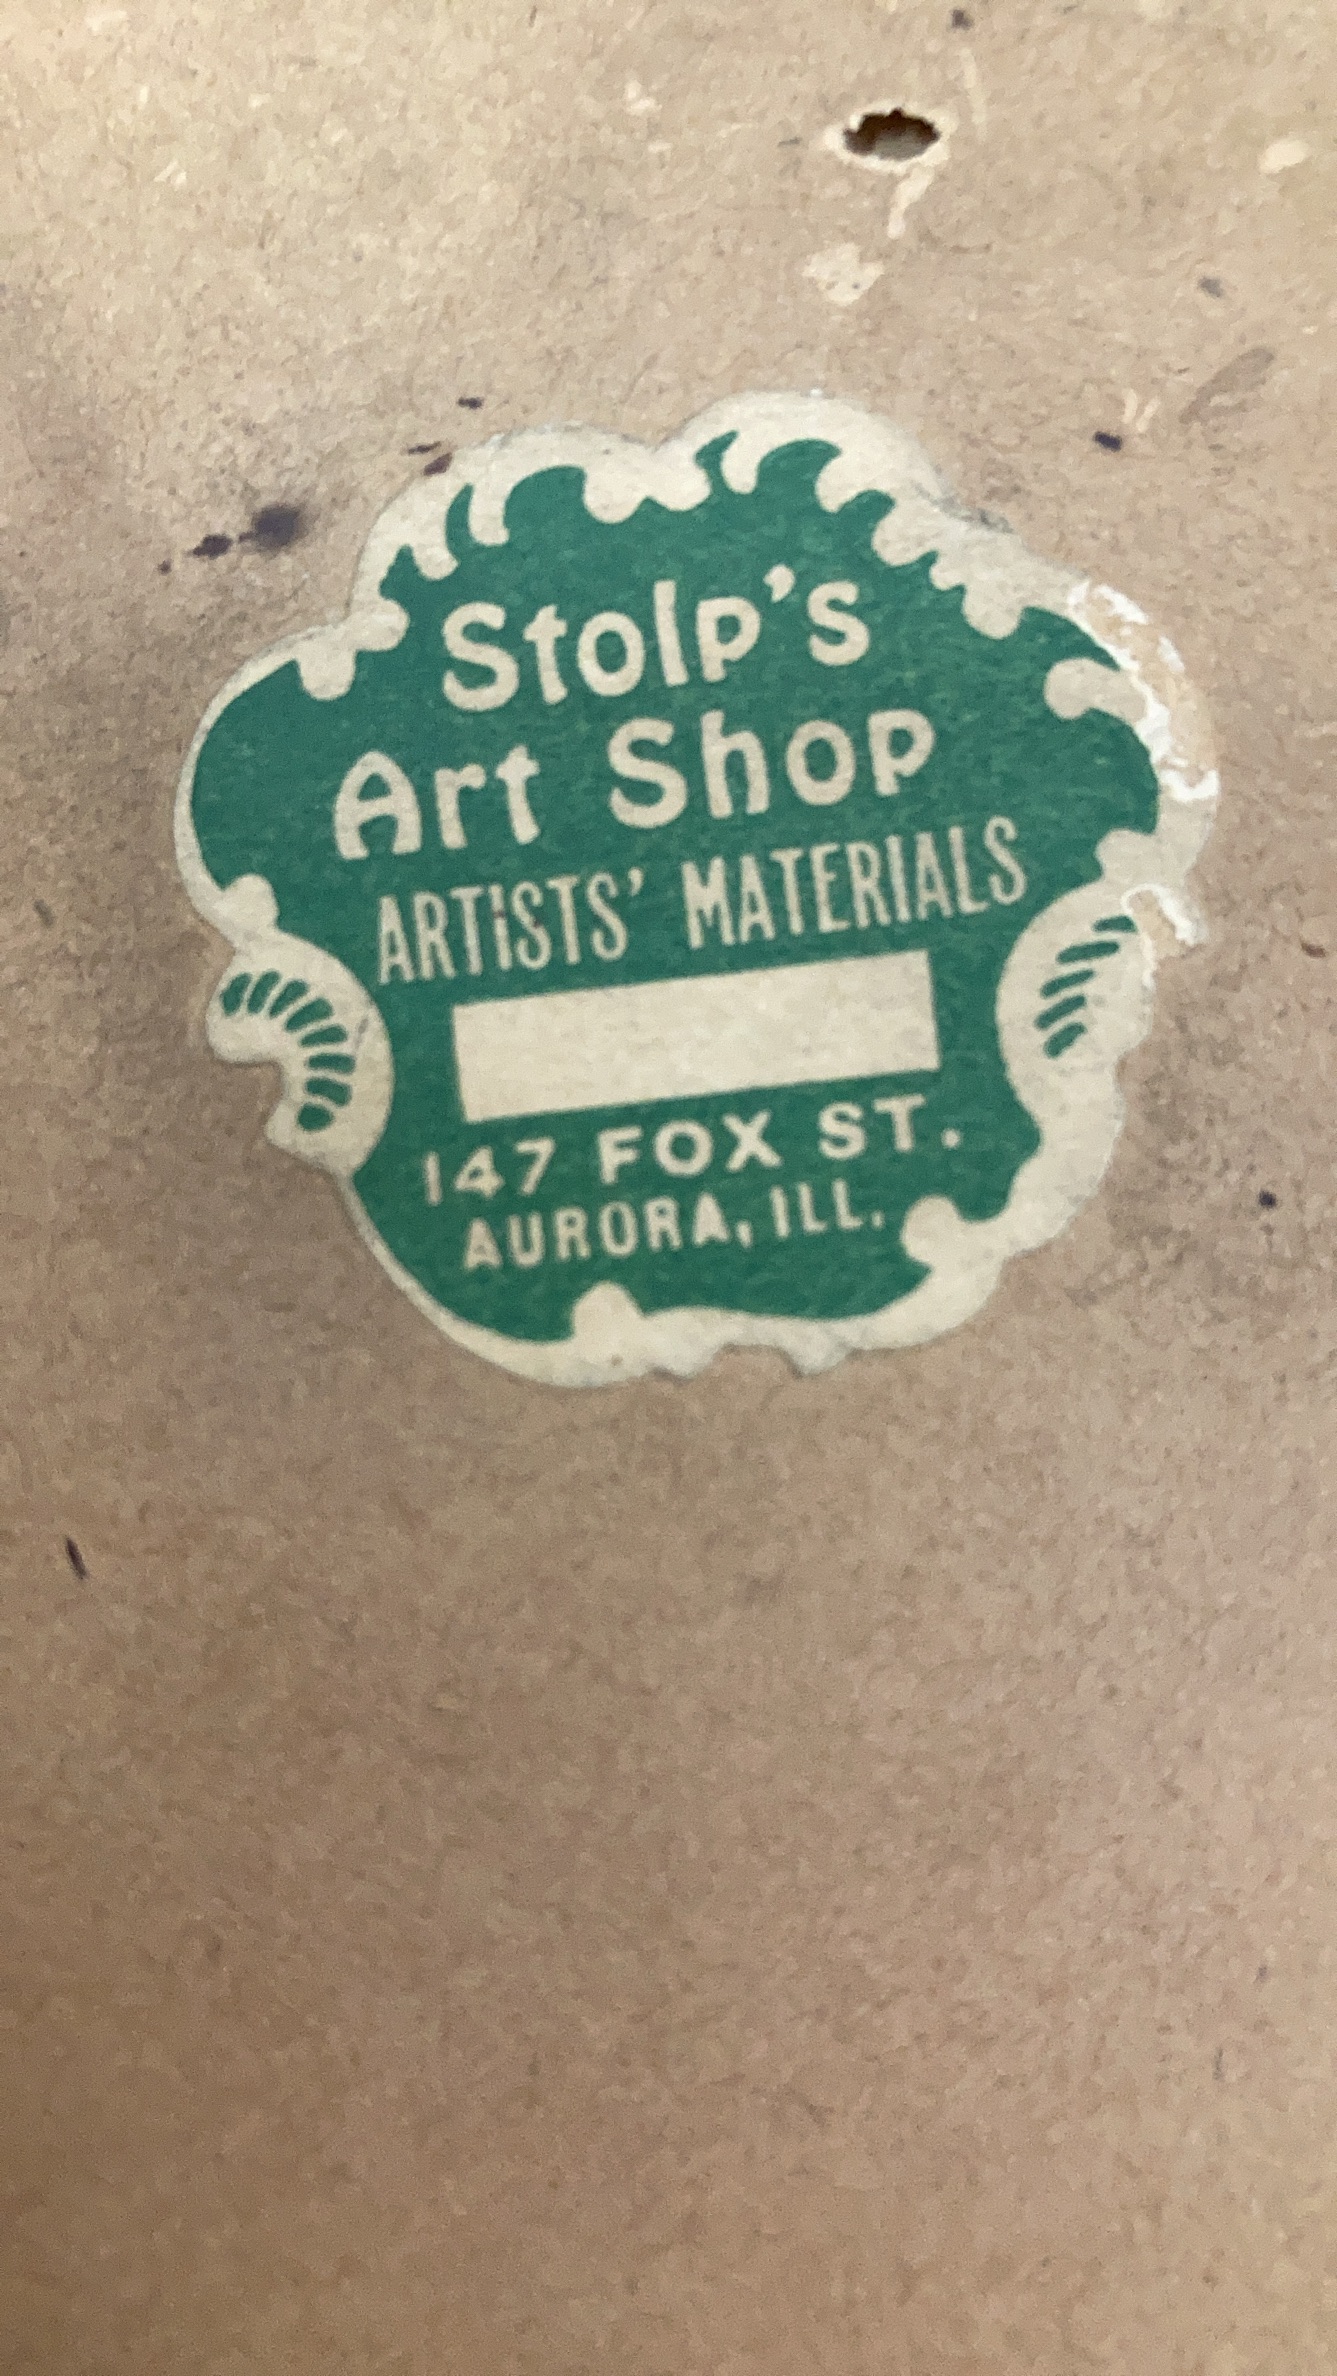 Stolp's
Art Shop
ARTISTS' MATERIALS
147 FOX ST.
AURORA, ILL.